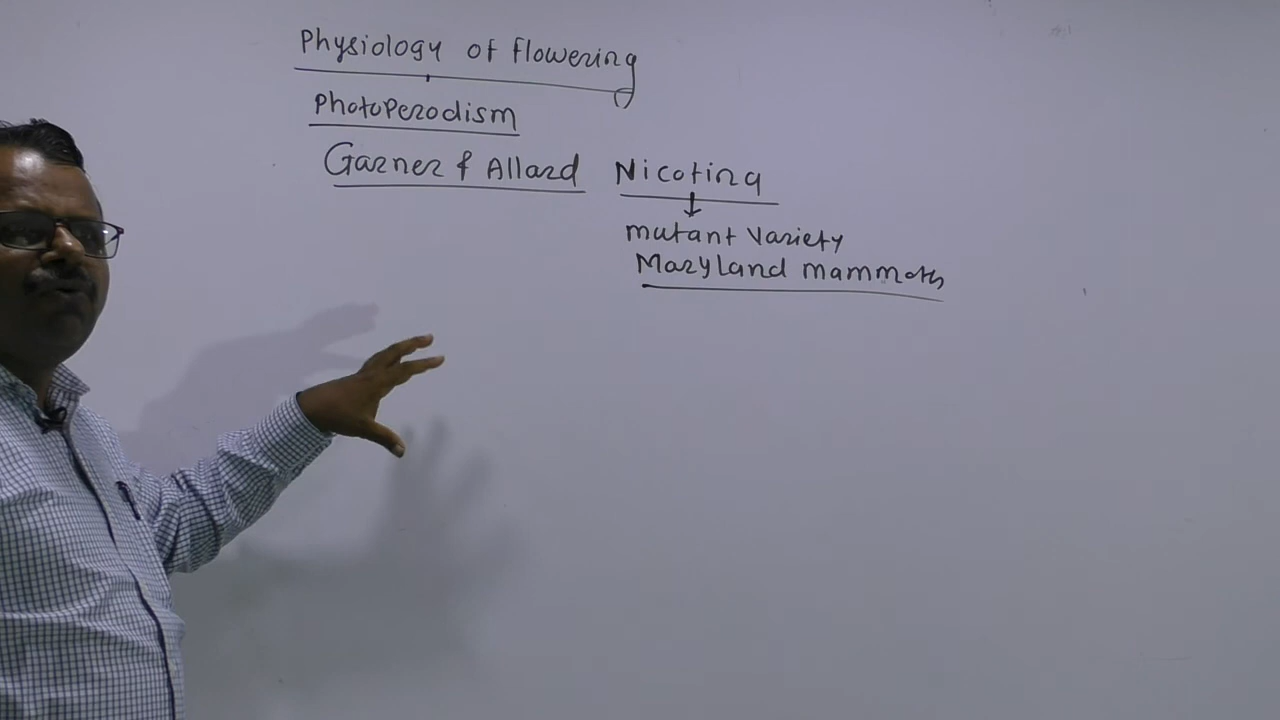 Physiology of flowering
Photoperodism
Garner & Allard Nicotina
mutant variety
Maryland mammoth